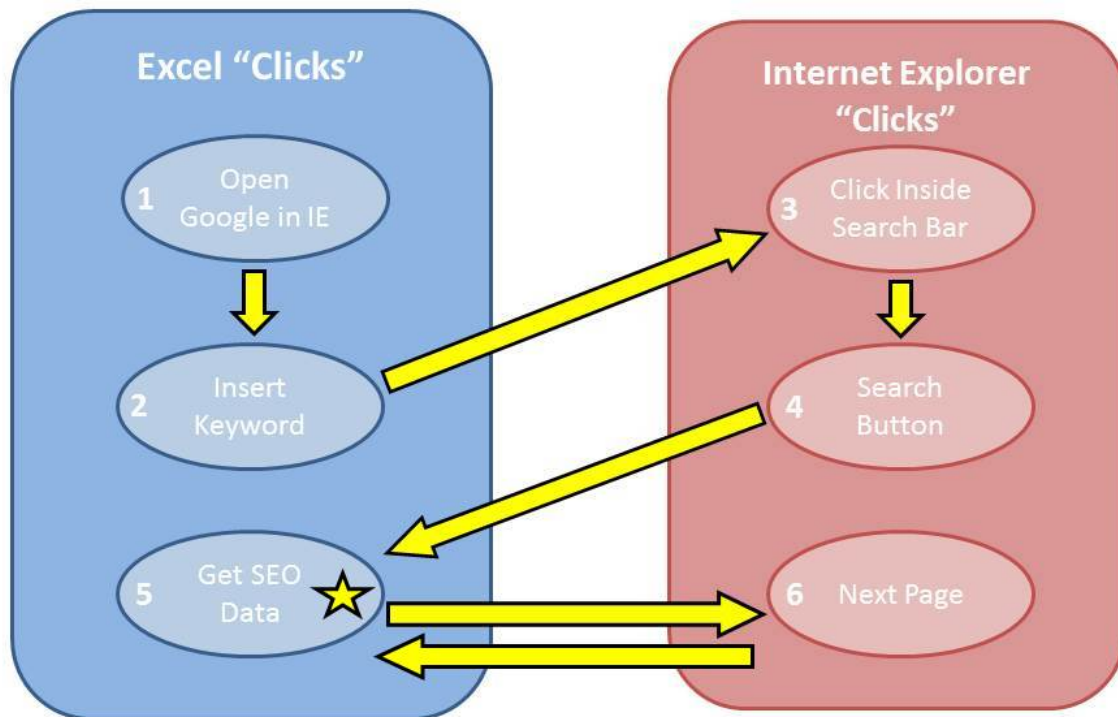 Excel “Clicks”
1
Open
Google in IE
2
Insert
Keyword
5
Get SEO
Data
Internet Explorer
“Clicks”
3
Click Inside
Search Bar
4
Search
Button
6
Next Page